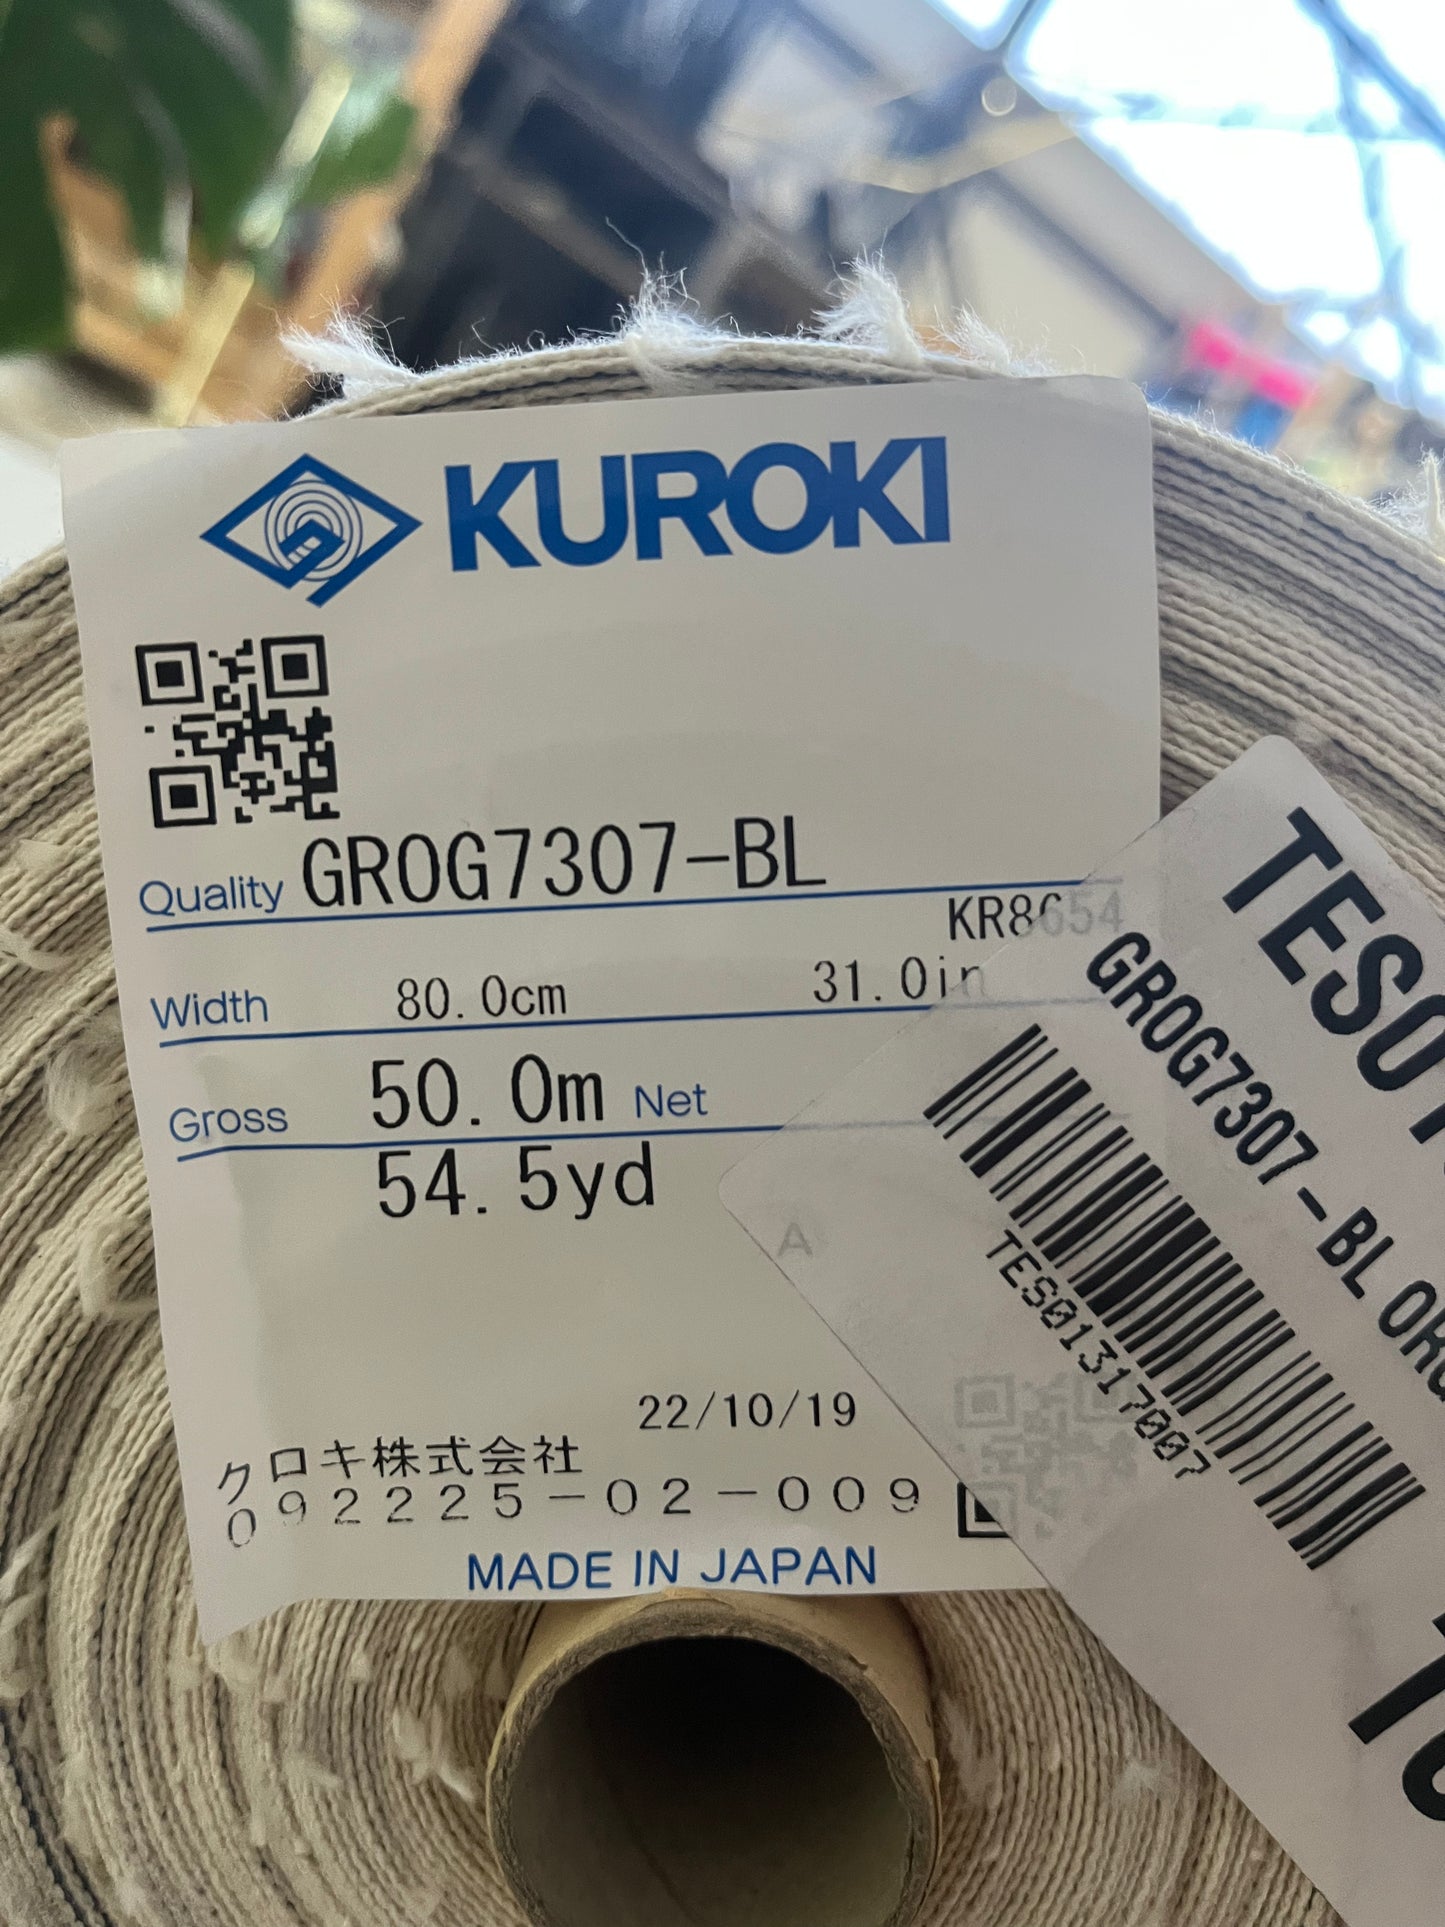 KUROKI
Quality GROG7307-BL
KR8654
Width 80.0cm 31.0in
Gross 50.0m Net
54.5yd
A
22/10/19
クロキ株式会社
092225-02-009
MADE IN JAPAN
GROG7307-BL
TES01317007